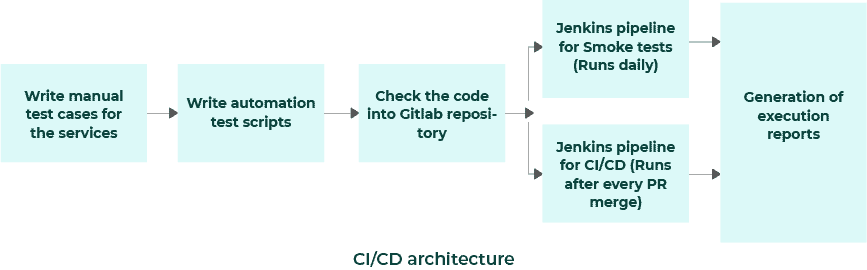 Write manual
test cases for
the services
Write automation
test scripts
Check the code
into Gitlab reposi-
tory
Jenkins pipeline
for Smoke tests
(Runs daily)
Jenkins pipeline
for CI/CD (Runs
after every PR
merge)
Generation of
execution
reports
CI/CD architecture